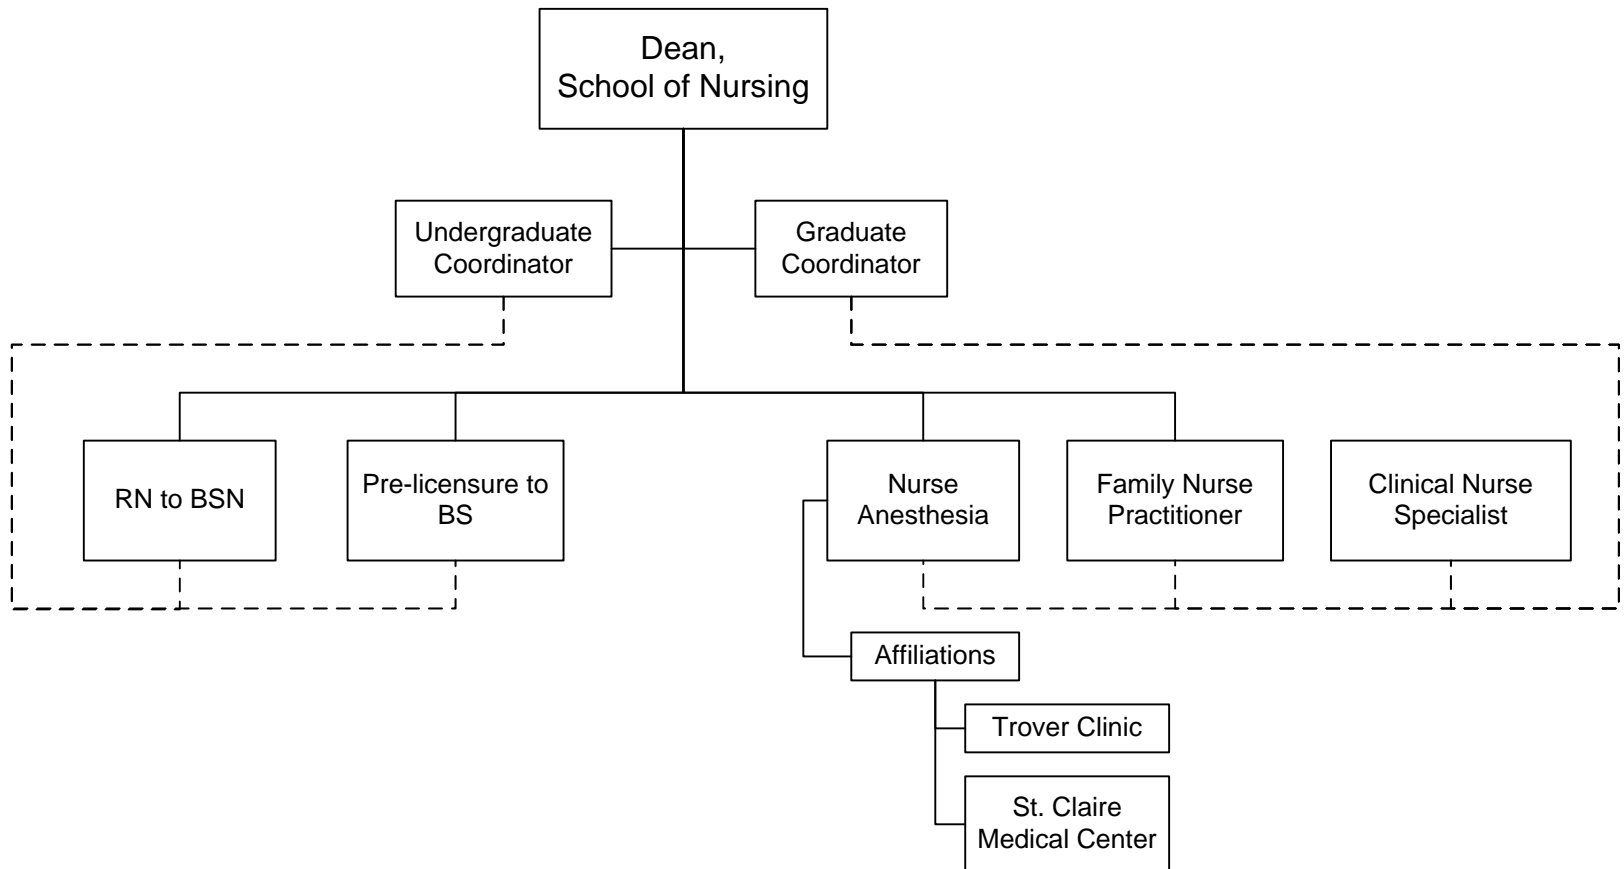 Dean,
School of Nursing
Undergraduate
Coordinator
Graduate
Coordinator
RN to BSN
Pre-licensure to
BS
Nurse
Anesthesia
Family Nurse
Practitioner
Clinical Nurse
Specialist
Affiliations
Trover Clinic
St. Claire
Medical Center